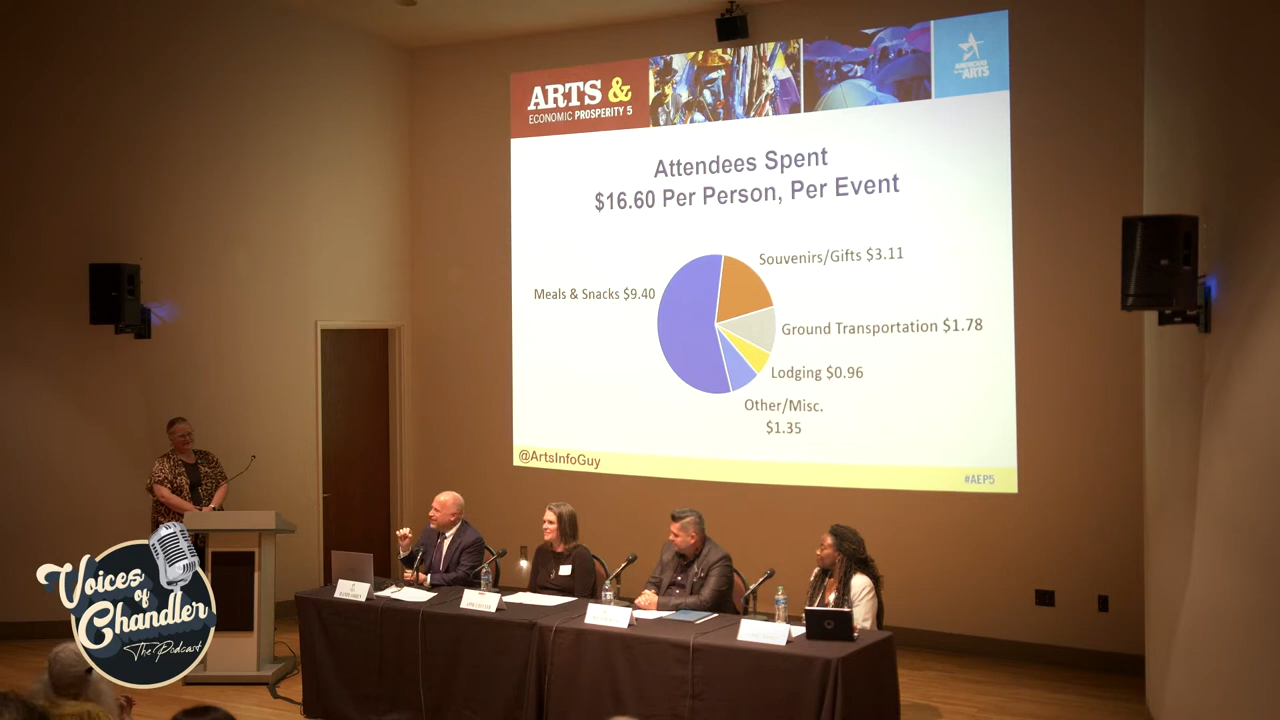 ARTS &
ECONOMIC PROSPERITY 5
AMERICANS
ARTS
Attendees Spent
$16.60 Per Person, Per Event
Souvenirs/Gifts $3.11
Meals & Snacks $9.40
Ground Transportation $1.78
Lodging $0.96
Other/Misc.
$1.35
@ArtsInfoGuy
#AEP5
Voices
of
Chandler
The Podcast